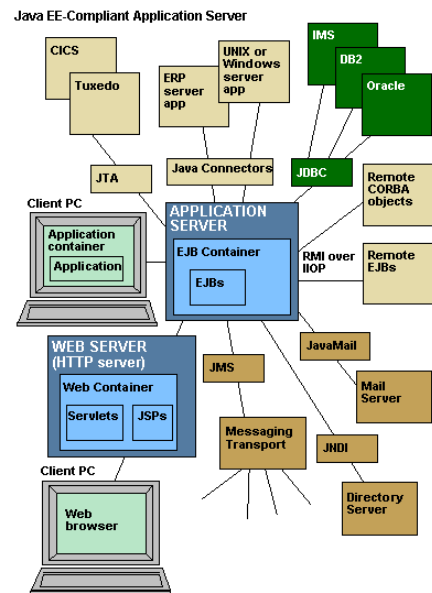 Java EE-Compliant Application Server
CICS
Tuxedo
JTA
ERP
server
app
UNIX or
Windows
server
app
Java Connectors
IMS
DB2
Oracle
JDBC
Client PC
Application
container
Application
APPLICATION
SERVER
EJB Container
EJBs
Remote
CORBA
objects
RMI over
IIOP
Remote
EJBs
WEB SERVER
(HTTP server)
Web Container
Servlets
JSPs
JMS
Messaging
Transport
JavaMail
Mail
Server
JNDI
Directory
Server
Client PC
Web
browser